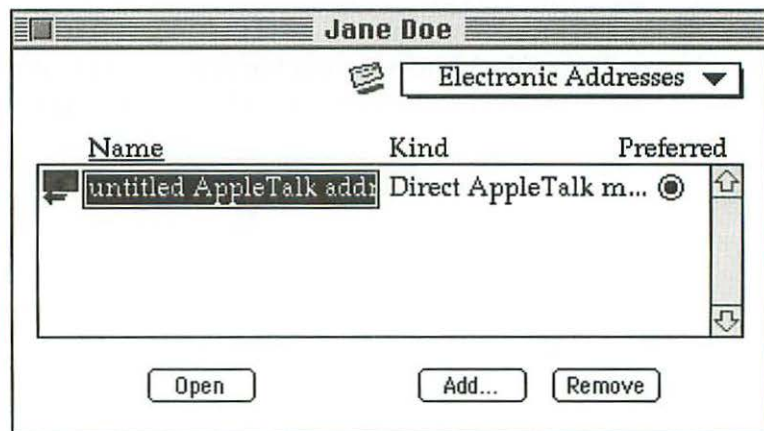 Jane Doe
Electronic Addresses
Name Kind Preferred
untitled AppleTalk addr Direct AppleTalk m...
Open Add... Remove